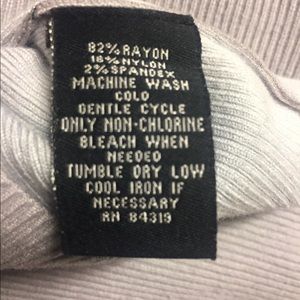 82% RAYON
16% NYLON
2% SPANDEX
MACHINE WASH
COLD
GENTLE CYCLE
ONLY NON-CHLORINE
BLEACH WHEN
NEEDED
TUMBLE DRY LOW
COOL IRON IF
NECESSARY
RN 84319